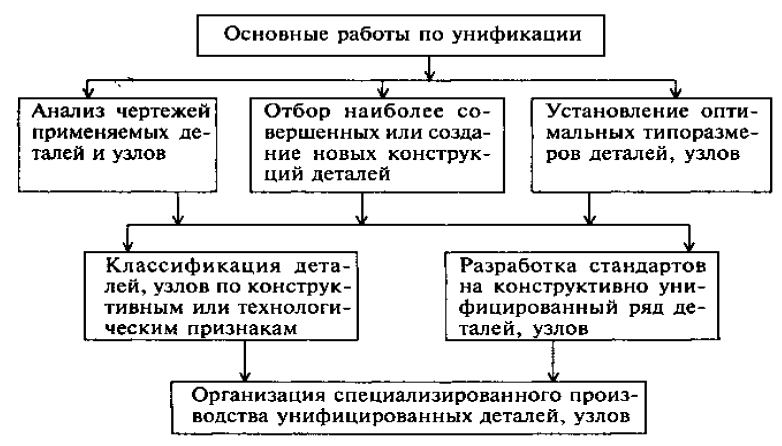 Основные работы по унификации
Анализ чертежей
применяемых де-
талей и узлов
Отбор наиболее со-
вершенных или созда-
ние новых конструк-
ций деталей
Установление опти-
мальных типоразме-
ров деталей, узлов
Классификация дета-
лей, узлов по конструк-
тивным или технологи-
ческим признакам
Разработка стандартов
на конструктивно уни-
фицированный ряд де-
талей, узлов
Организация специализированного произ-
водства унифицированных деталей, узлов